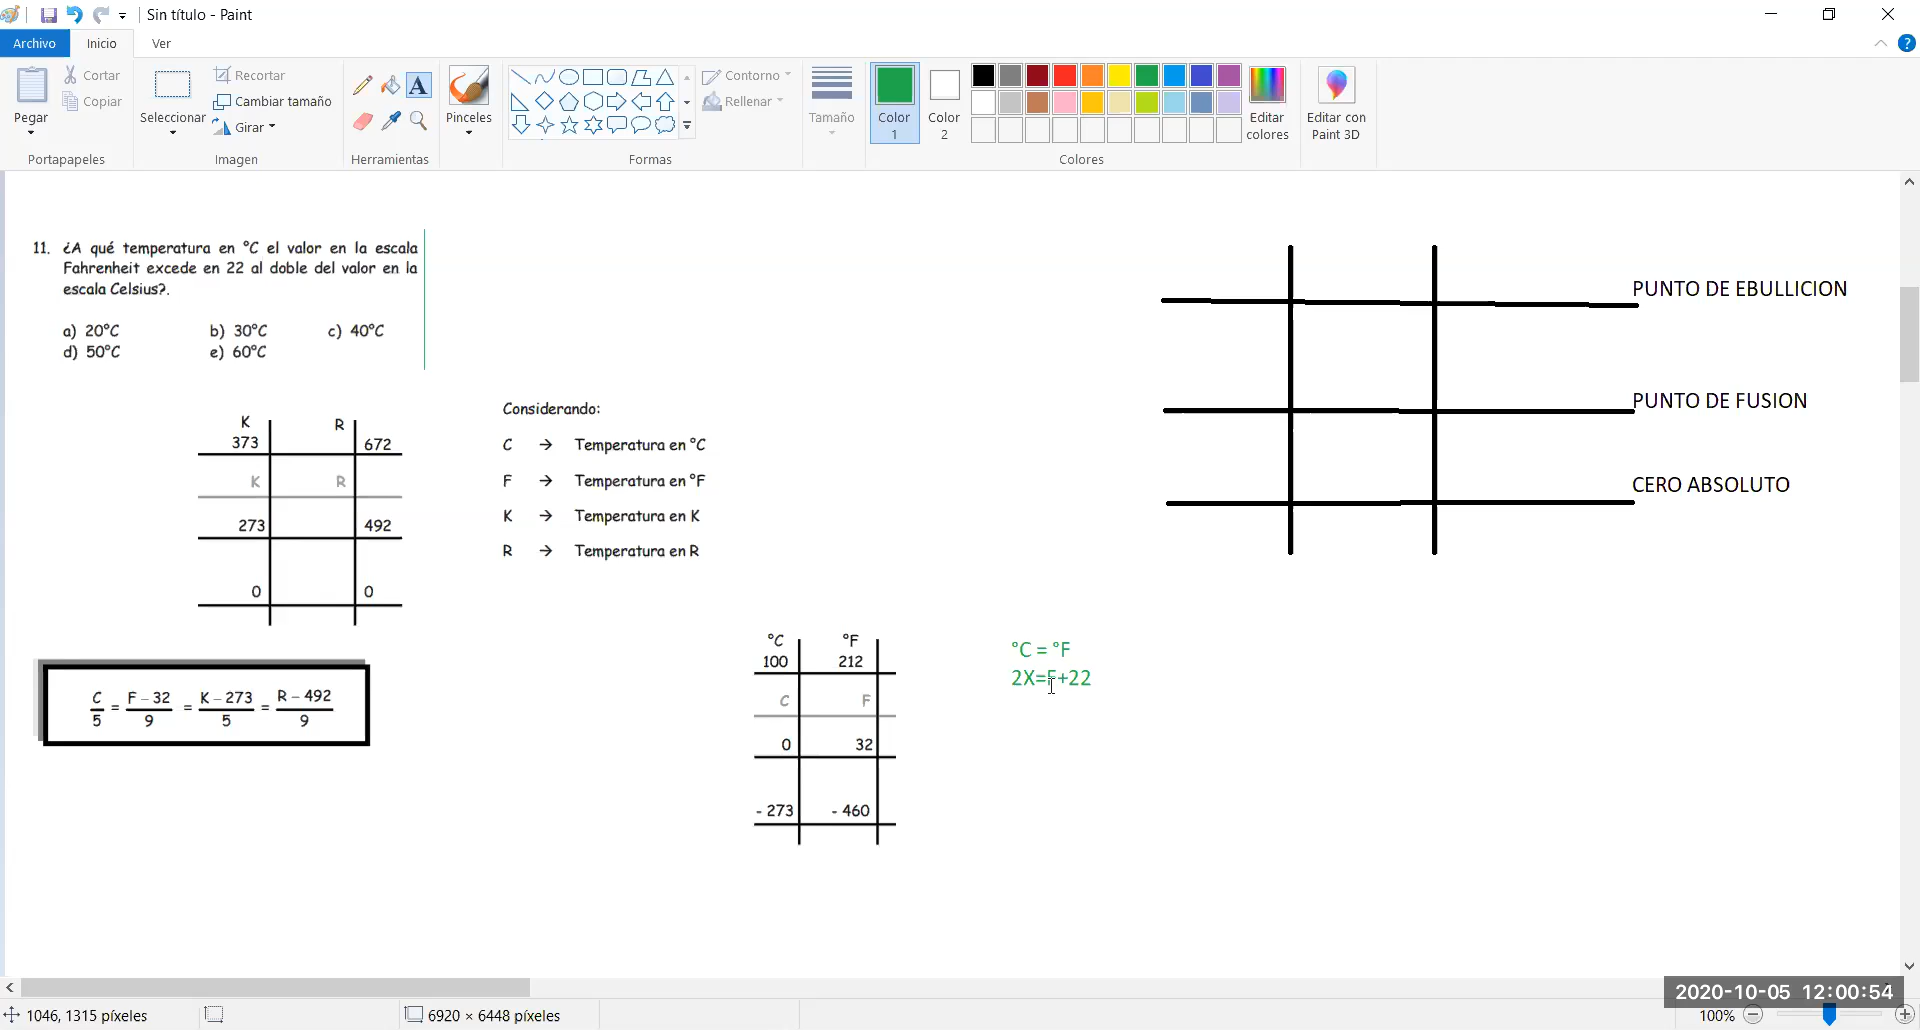 Sin título - Paint
Archivo Inicio Ver
Pegar
Cortar
Copiar
Portapapeles
Seleccionar
Recortar
Cambiar tamaño
Girar
Imagen
A
Herramientas
Pinceles
Contorno
Rellenar
Formas
Tamaño
Color 1
Color 2
Editar colores
Editar con Paint 3D
Colores
?
11. ¿A qué temperatura en °C el valor en la escala
Fahrenheit excede en 22 al doble del valor en la
escala Celsius?.
a) 20°C b) 30°C c) 40°C
d) 50°C e) 60°C
K R
373 672
K R
273 492
0 0
Considerando:
C → Temperatura en °C
F → Temperatura en °F
K → Temperatura en K
R → Temperatura en R
C/5 = F – 32/9 = K – 273/5 = R – 492/9
°C °F
100 212
C F
0 32
- 273 - 460
°C = °F
2X=F+22
PUNTO DE EBULLICION
PUNTO DE FUSION
CERO ABSOLUTO
2020-10-05 12:00:54
1046, 1315 píxeles
6920 × 6448 píxeles
100%